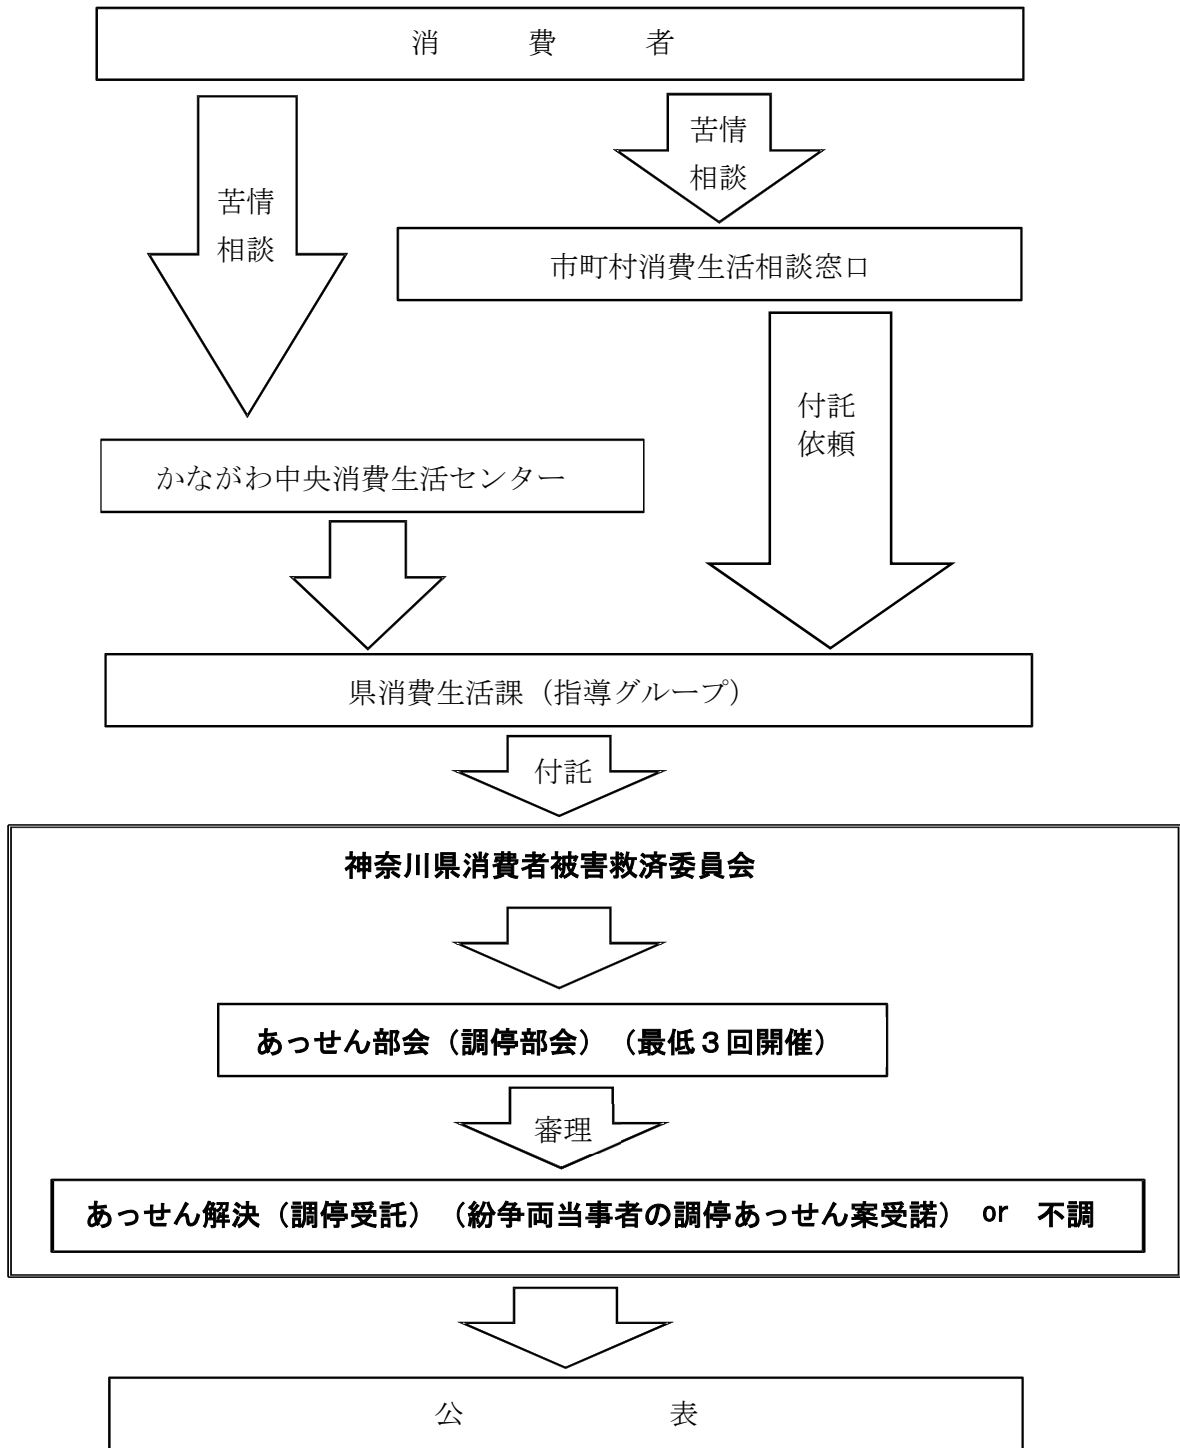 消　費　者
苦情
相談
苦情
相談
市町村消費生活相談窓口
付託
依頼
かながわ中央消費生活センター
県消費生活課（指導グループ）
付託
神奈川県消費者被害救済委員会
あっせん部会（調停部会）（最低３回開催）
審理
あっせん解決（調停受託）（紛争両当事者の調停あっせん案受諾） or　不調
公　表